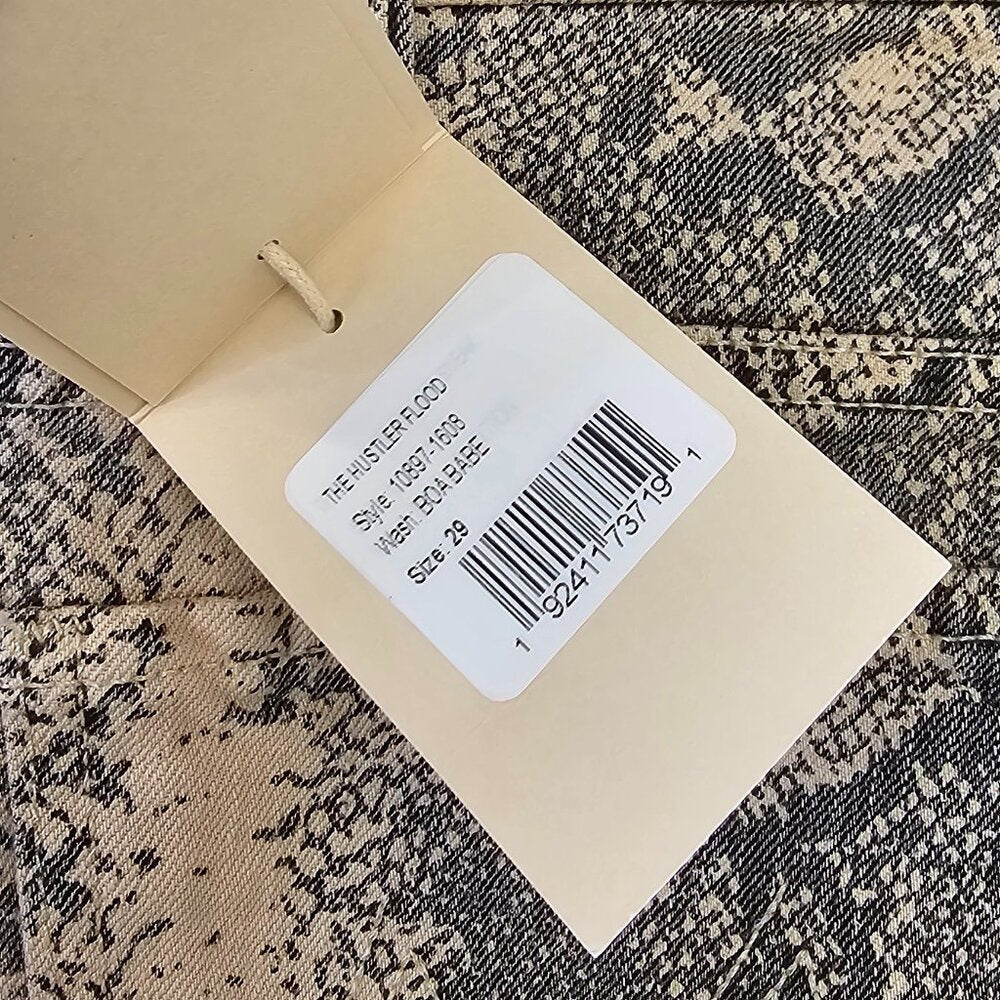 THE HUSTLER FLOOD
Style: 10897-1608
Wash: BOA BABE
Size: 29
1 92411 73719 1